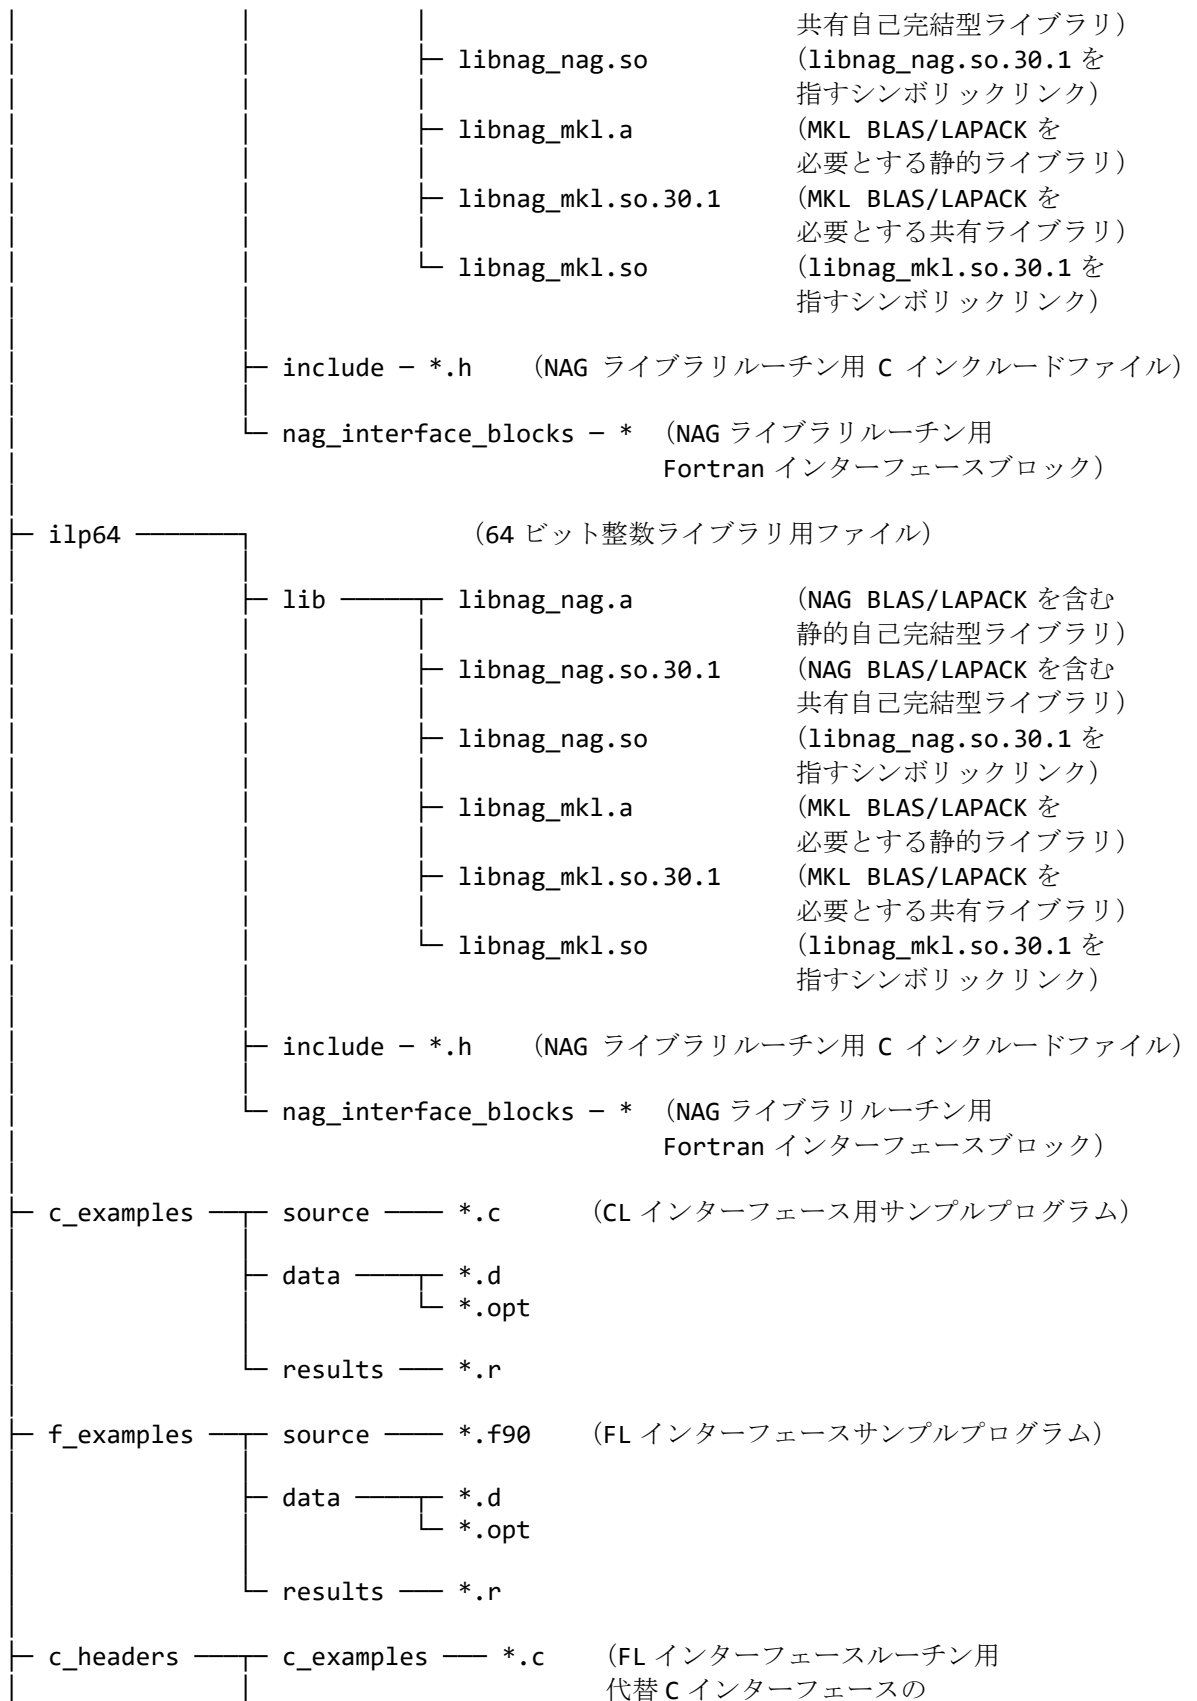 共有自己完結型ライブラリ）
libnag_nag.so （libnag_nag.so.30.1 を
指すシンボリックリンク）
libnag_mkl.a （MKL BLAS/LAPACK を
必要とする静的ライブラリ）
libnag_mkl.so.30.1 （MKL BLAS/LAPACK を
必要とする共有ライブラリ）
libnag_mkl.so （libnag_mkl.so.30.1 を
指すシンボリックリンク）
include ─ *.h （NAG ライブラリルーチン用 C インクルードファイル）
nag_interface_blocks ─ * （NAG ライブラリルーチン用
Fortran インターフェースブロック）
ilp64 （64 ビット整数ライブラリ用ファイル）
lib libnag_nag.a （NAG BLAS/LAPACK を含む
静的自己完結型ライブラリ）
libnag_nag.so.30.1 （NAG BLAS/LAPACK を含む
共有自己完結型ライブラリ）
libnag_nag.so （libnag_nag.so.30.1 を
指すシンボリックリンク）
libnag_mkl.a （MKL BLAS/LAPACK を
必要とする静的ライブラリ）
libnag_mkl.so.30.1 （MKL BLAS/LAPACK を
必要とする共有ライブラリ）
libnag_mkl.so （libnag_mkl.so.30.1 を
指すシンボリックリンク）
include ─ *.h （NAG ライブラリルーチン用 C インクルードファイル）
nag_interface_blocks ─ * （NAG ライブラリルーチン用
Fortran インターフェースブロック）
c_examples source *.c （CL インターフェース用サンプルプログラム）
data *.d
*.opt
results *.r
f_examples source *.f90 （FL インターフェースサンプルプログラム）
data *.d
*.opt
results *.r
c_headers c_examples *.c （FL インターフェースルーチン用
代替 C インターフェースの